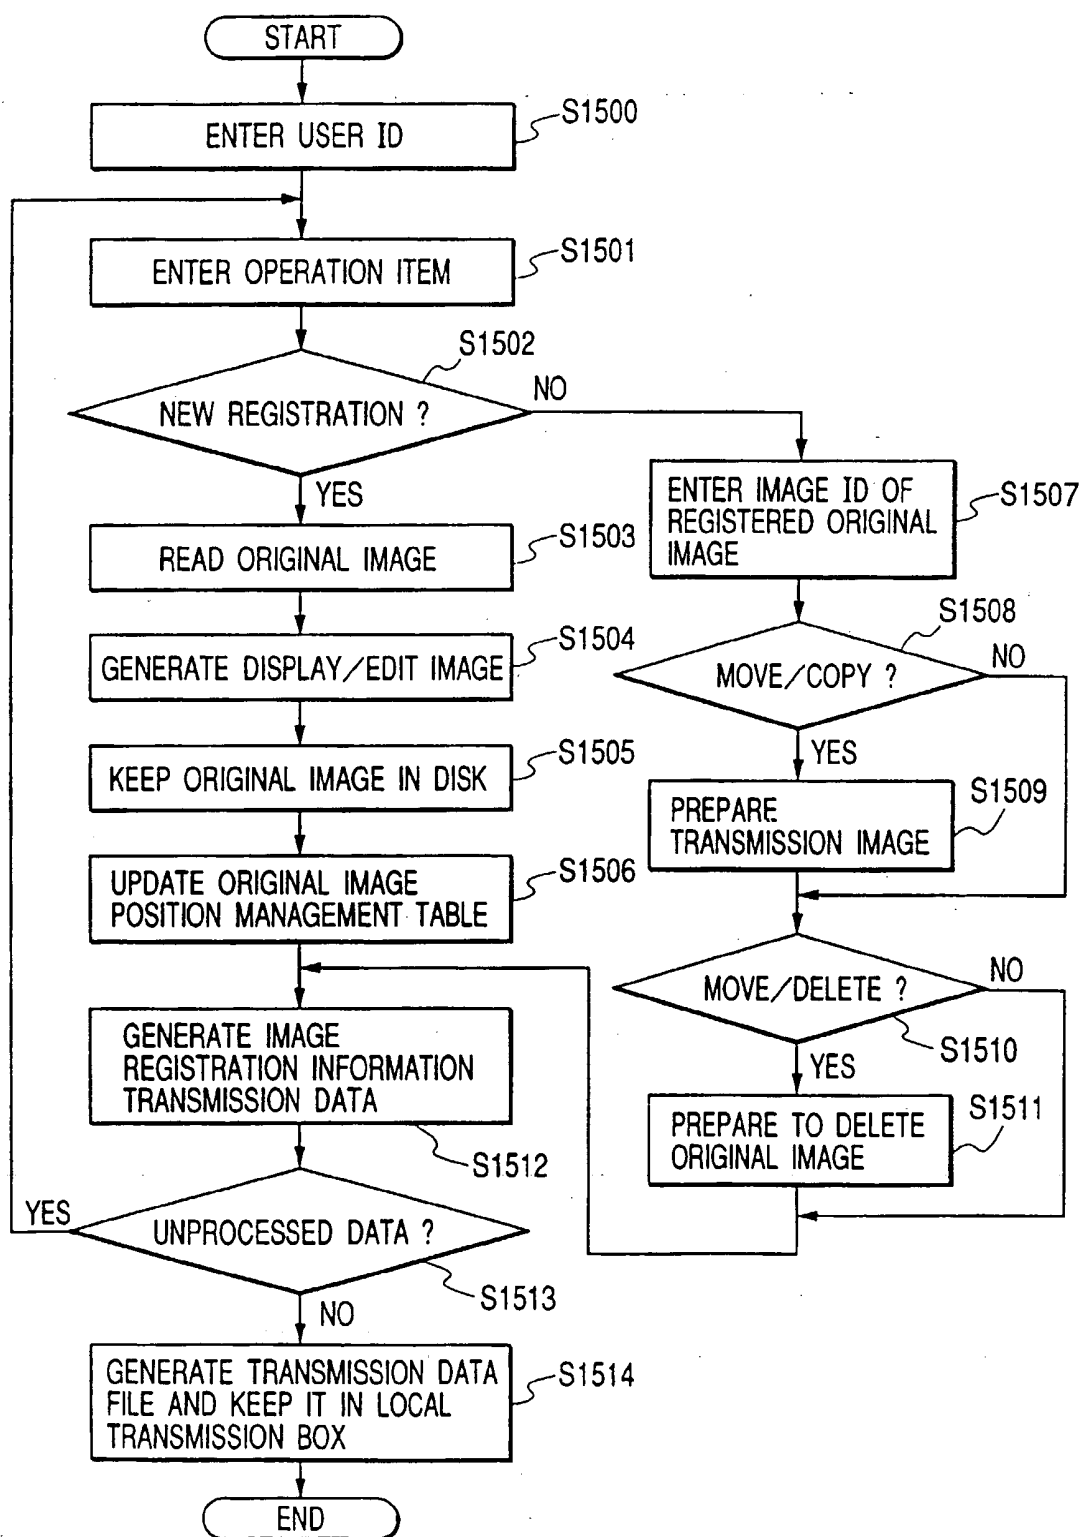 START
ENTER USER ID
S1500
ENTER OPERATION ITEM
S1501
S1502
NEW REGISTRATION ?
NO
YES
READ ORIGINAL IMAGE
S1503
GENERATE DISPLAY/EDIT IMAGE
S1504
KEEP ORIGINAL IMAGE IN DISK
S1505
UPDATE ORIGINAL IMAGE
POSITION MANAGEMENT TABLE
S1506
ENTER IMAGE ID OF
REGISTERED ORIGINAL
IMAGE
S1507
S1508
MOVE/COPY ?
NO
YES
PREPARE
TRANSMISSION IMAGE
S1509
MOVE/DELETE ?
NO
S1510
YES
PREPARE TO DELETE
ORIGINAL IMAGE
S1511
GENERATE IMAGE
REGISTRATION INFORMATION
TRANSMISSION DATA
S1512
YES
UNPROCESSED DATA ?
S1513
NO
GENERATE TRANSMISSION DATA
FILE AND KEEP IT IN LOCAL
TRANSMISSION BOX
S1514
END